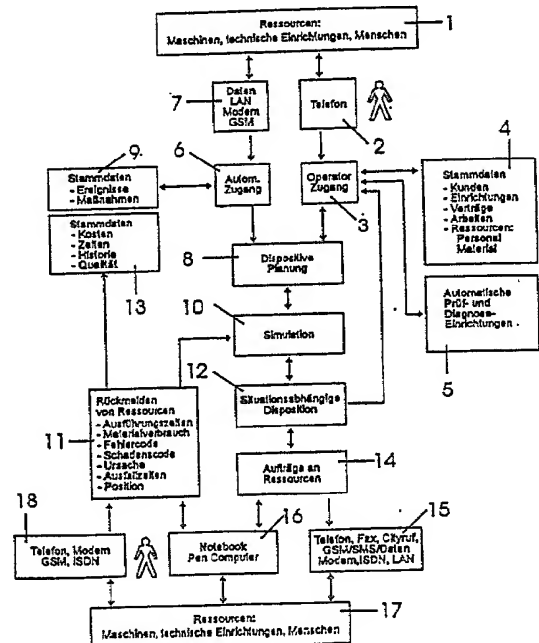 Ressourcen:
Maschinen, technische Einrichtungen, Menschen
1
7
Daten
LAN
Modem
GSM
Telefon
2
4
9
6
Stammdaten
- Ereignisse
- Maßnahmen
Autom.
Zugang
Operator
Zugang
3
Stammdaten
- Kunden
- Einrichtungen
- Verträge
- Arbeiten
- Ressourcen:
Personal
Material
Stammdaten
- Kosten
- Zeiten
- Historie
- Qualität
13
8
Dispositive
Planung
Automatische
Prüf- und
Diagnose-
Einrichtungen
5
10
Simulation
12
Situationsabhängige
Disposition
11
Rückmelden
von Ressourcen
- Ausführungszeiten
- Materialverbrauch
- Fehlercode
- Schadenscode
- Ursache
- Ausfallzeiten
- Position
Aufträge an
Ressourcen
14
18
16
15
Telefon, Modem
GSM, ISDN
Notebook
Pen Computer
Telefon, Fax, Cityruf,
GSM/SMS/Daten
Modem, ISDN, LAN
Ressourcen:
Maschinen, technische Einrichtungen, Menschen
17